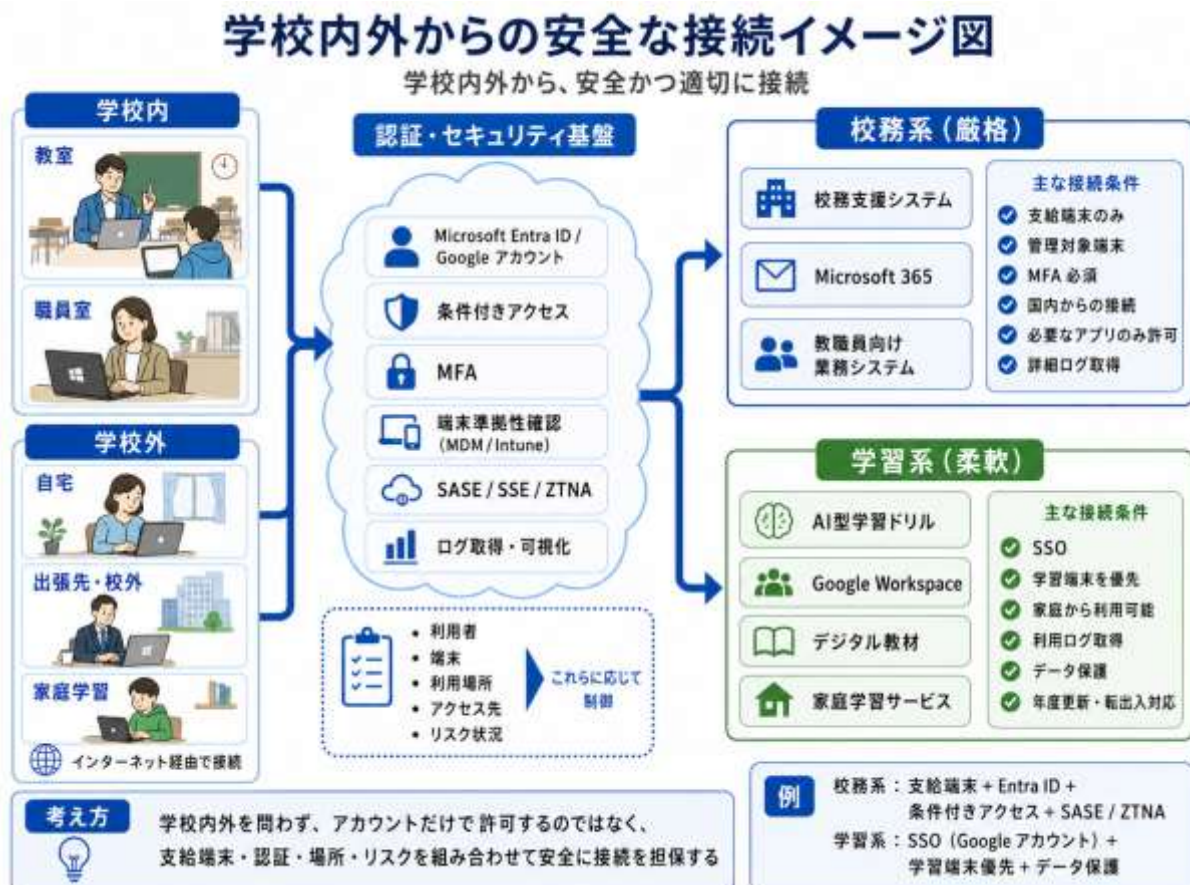 学校内外からの安全な接続イメージ図
学校内外から、安全かつ適切に接続
学校内
教室
職員室
学校外
自宅
出張先・校外
家庭学習
インターネット経由で接続
認証・セキュリティ基盤
Microsoft Entra ID /
Google アカウント
条件付きアクセス
MFA
端末準拠性確認
(MDM / Intune)
SASE / SSE / ZTNA
ログ取得・可視化
• 利用者
• 端末
• 利用場所
• アクセス先
• リスク状況
これらに応じて
制御
校務系(厳格)
校務支援システム
Microsoft 365
教職員向け
業務システム
主な接続条件
支給端末のみ
管理対象端末
MFA 必須
国内からの接続
必要なアプリのみ許可
詳細ログ取得
学習系(柔軟)
AI型学習ドリル
Google Workspace
デジタル教材
家庭学習サービス
主な接続条件
SSO
学習端末を優先
家庭から利用可能
利用ログ取得
データ保護
年度更新・転出入対応
考え方
学校内外を問わず、アカウントだけで許可するのではなく、
支給端末・認証・場所・リスクを組み合わせて安全に接続を担保する
例
校務系:支給端末 + Entra ID +
条件付きアクセス + SASE / ZTNA
学習系:SSO(Google アカウント)+
学習端末優先 + データ保護